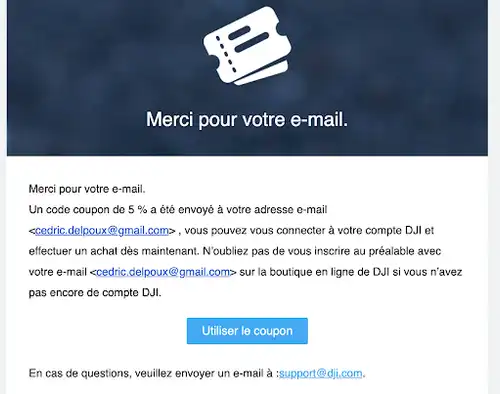 Merci pour votre e-mail.
Merci pour votre e-mail.
Un code coupon de 5 % a été envoyé à votre adresse e-mail
<cedric.delpoux@gmail.com> , vous pouvez vous connecter à votre compte DJI et
effectuer un achat dès maintenant. N’oubliez pas de vous inscrire au préalable avec
votre e-mail <cedric.delpoux@gmail.com> sur la boutique en ligne de DJI si vous n’avez
pas encore de compte DJI.
Utiliser le coupon
En cas de questions, veuillez envoyer un e-mail à :support@dji.com.